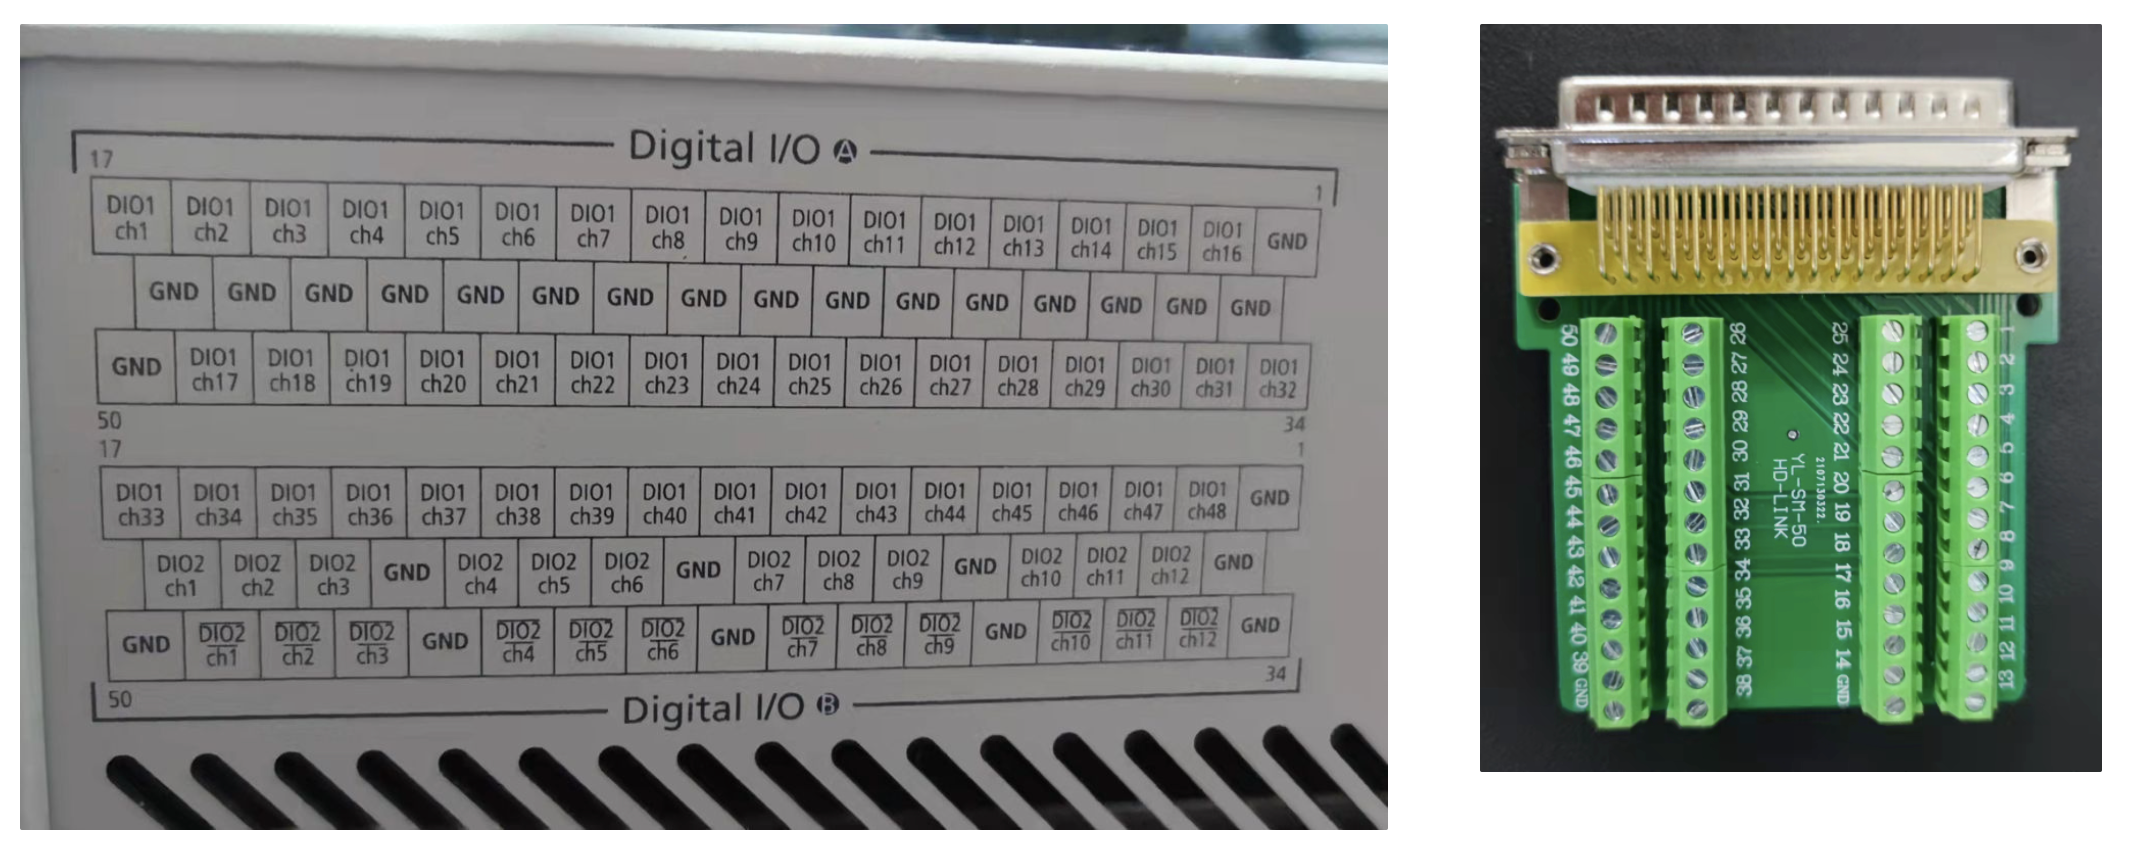 Digital I/O A
17 1
DIO1 ch1 DIO1 ch2 DIO1 ch3 DIO1 ch4 DIO1 ch5 DIO1 ch6 DIO1 ch7 DIO1 ch8 DIO1 ch9 DIO1 ch10 DIO1 ch11 DIO1 ch12 DIO1 ch13 DIO1 ch14 DIO1 ch15 DIO1 ch16 GND
GND GND GND GND GND GND GND GND GND GND GND GND GND GND GND GND
GND DIO1 ch17 DIO1 ch18 DIO1 ch19 DIO1 ch20 DIO1 ch21 DIO1 ch22 DIO1 ch23 DIO1 ch24 DIO1 ch25 DIO1 ch26 DIO1 ch27 DIO1 ch28 DIO1 ch29 DIO1 ch30 DIO1 ch31 DIO1 ch32
50 34
17 1
DIO1 ch33 DIO1 ch34 DIO1 ch35 DIO1 ch36 DIO1 ch37 DIO1 ch38 DIO1 ch39 DIO1 ch40 DIO1 ch41 DIO1 ch42 DIO1 ch43 DIO1 ch44 DIO1 ch45 DIO1 ch46 DIO1 ch47 DIO1 ch48 GND
DIO2 ch1 DIO2 ch2 DIO2 ch3 GND DIO2 ch4 DIO2 ch5 DIO2 ch6 GND DIO2 ch7 DIO2 ch8 DIO2 ch9 GND DIO2 ch10 DIO2 ch11 DIO2 ch12 GND
GND DIO2 ch1 DIO2 ch2 DIO2 ch3 GND DIO2 ch4 DIO2 ch5 DIO2 ch6 GND DIO2 ch7 DIO2 ch8 DIO2 ch9 GND DIO2 ch10 DIO2 ch11 DIO2 ch12 GND
50 34
Digital I/O B
50 49 48 47 46 45 44 43 42 41 40 39 GND
26 27 28 29 30 31 32 33 34 35 36 37 38
YL-SM-50
HD-LINK
2107130322.
25 24 23 22 21 20 19 18 17 16 15 14 GND
1 2 3 4 5 6 7 8 9 10 11 12 13